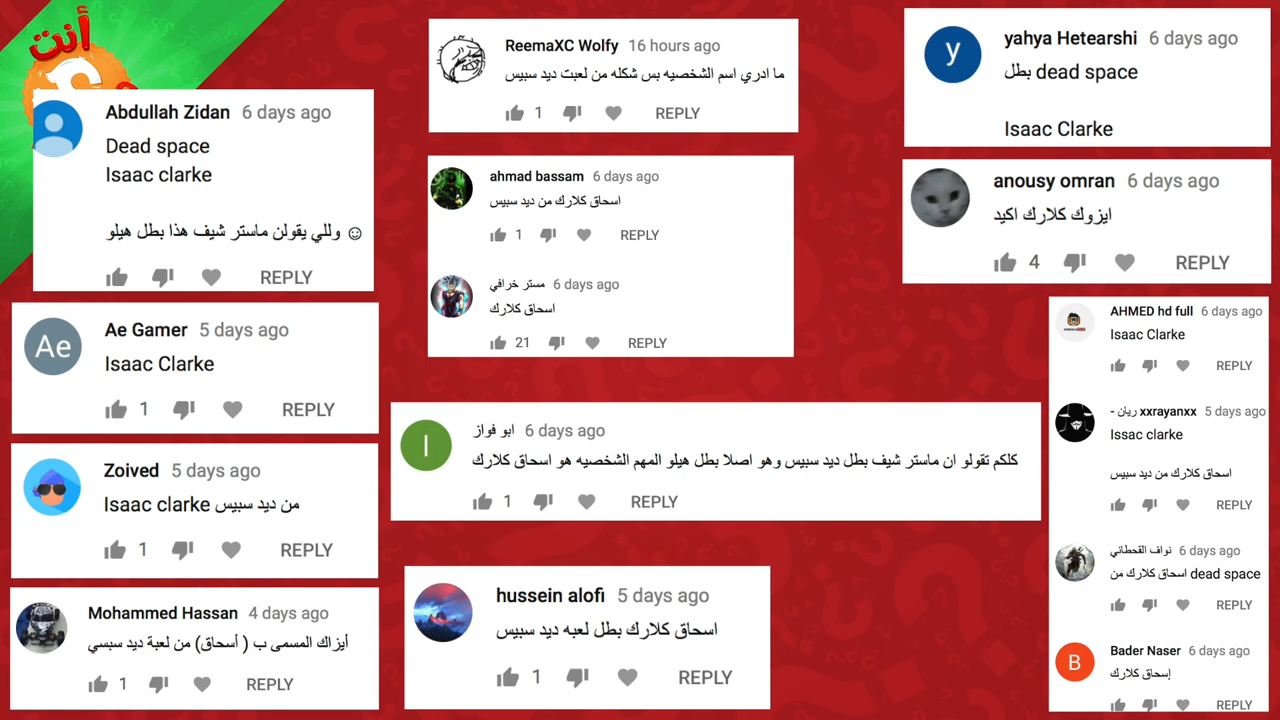 أنت
Abdullah Zidan 6 days ago
Dead space
Isaac clarke
وللي يقولن ماستر شيف هذا بطل هيلو ☺
REPLY
Ae Gamer 5 days ago
Ae
Isaac Clarke
1 REPLY
Zoived 5 days ago
Isaac clarke من ديد سبيس
1 REPLY
Mohammed Hassan 4 days ago
أيزاك المسمى ب ( أسحاق) من لعبة ديد سبسي
1 REPLY
ReemaXC Wolfy 16 hours ago
ما ادري اسم الشخصيه بس شكله من لعبت ديد سبيس
1 REPLY
ahmad bassam 6 days ago
اسحاق كلارك من ديد سبيس
1 REPLY
مستر خرافي 6 days ago
اسحاق كلارك
21 REPLY
ابو فواز 6 days ago
I
كلكم تقولو ان ماستر شيف بطل ديد سبيس وهو اصلا بطل هيلو المهم الشخصيه هو اسحاق كلارك
1 REPLY
hussein alofi 5 days ago
اسحاق كلارك بطل لعبه ديد سبيس
1 REPLY
yahya Hetearshi 6 days ago
y
بطل dead space
Isaac Clarke
anousy omran 6 days ago
ايزوك كلارك اكيد
4 REPLY
AHMED hd full 6 days ago
Isaac Clarke
REPLY
- ريان xxrayanxx 5 days ago
Issac clarke
اسحاق كلارك من ديد سبيس
REPLY
نواف القحطاني 6 days ago
اسحاق كلارك من dead space
REPLY
Bader Naser 6 days ago
B
إسحاق كلارك
REPLY